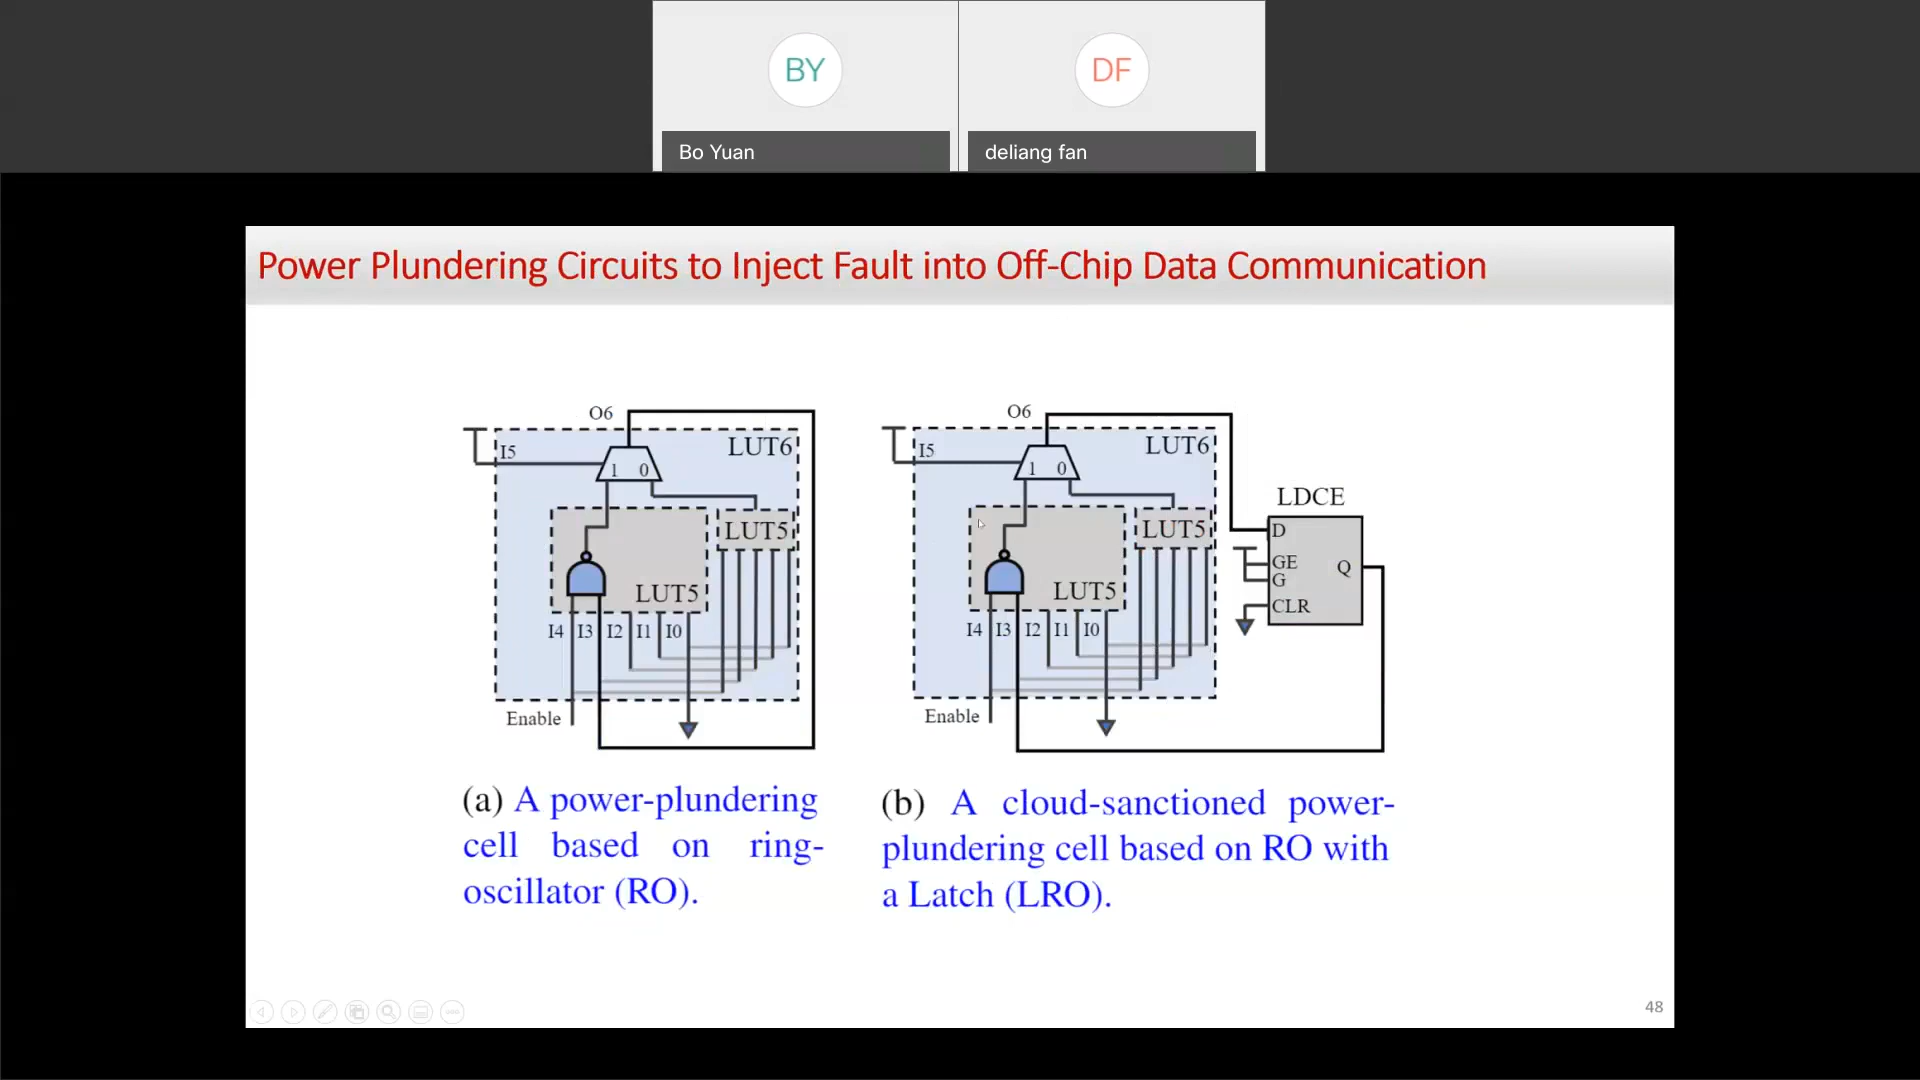 BY
DF
Bo Yuan
deliang fan
Power Plundering Circuits to Inject Fault into Off-Chip Data Communication
O6
I5
LUT6
1 0
LUT5
LUT5
I4 I3 I2 I1 I0
Enable
O6
I5
LUT6
1 0
LUT5
LUT5
I4 I3 I2 I1 I0
Enable
LDCE
D
GE
G
Q
CLR
(a) A power-plundering
cell based on ring-
oscillator (RO).
(b) A cloud-sanctioned power-
plundering cell based on RO with
a Latch (LRO).
48